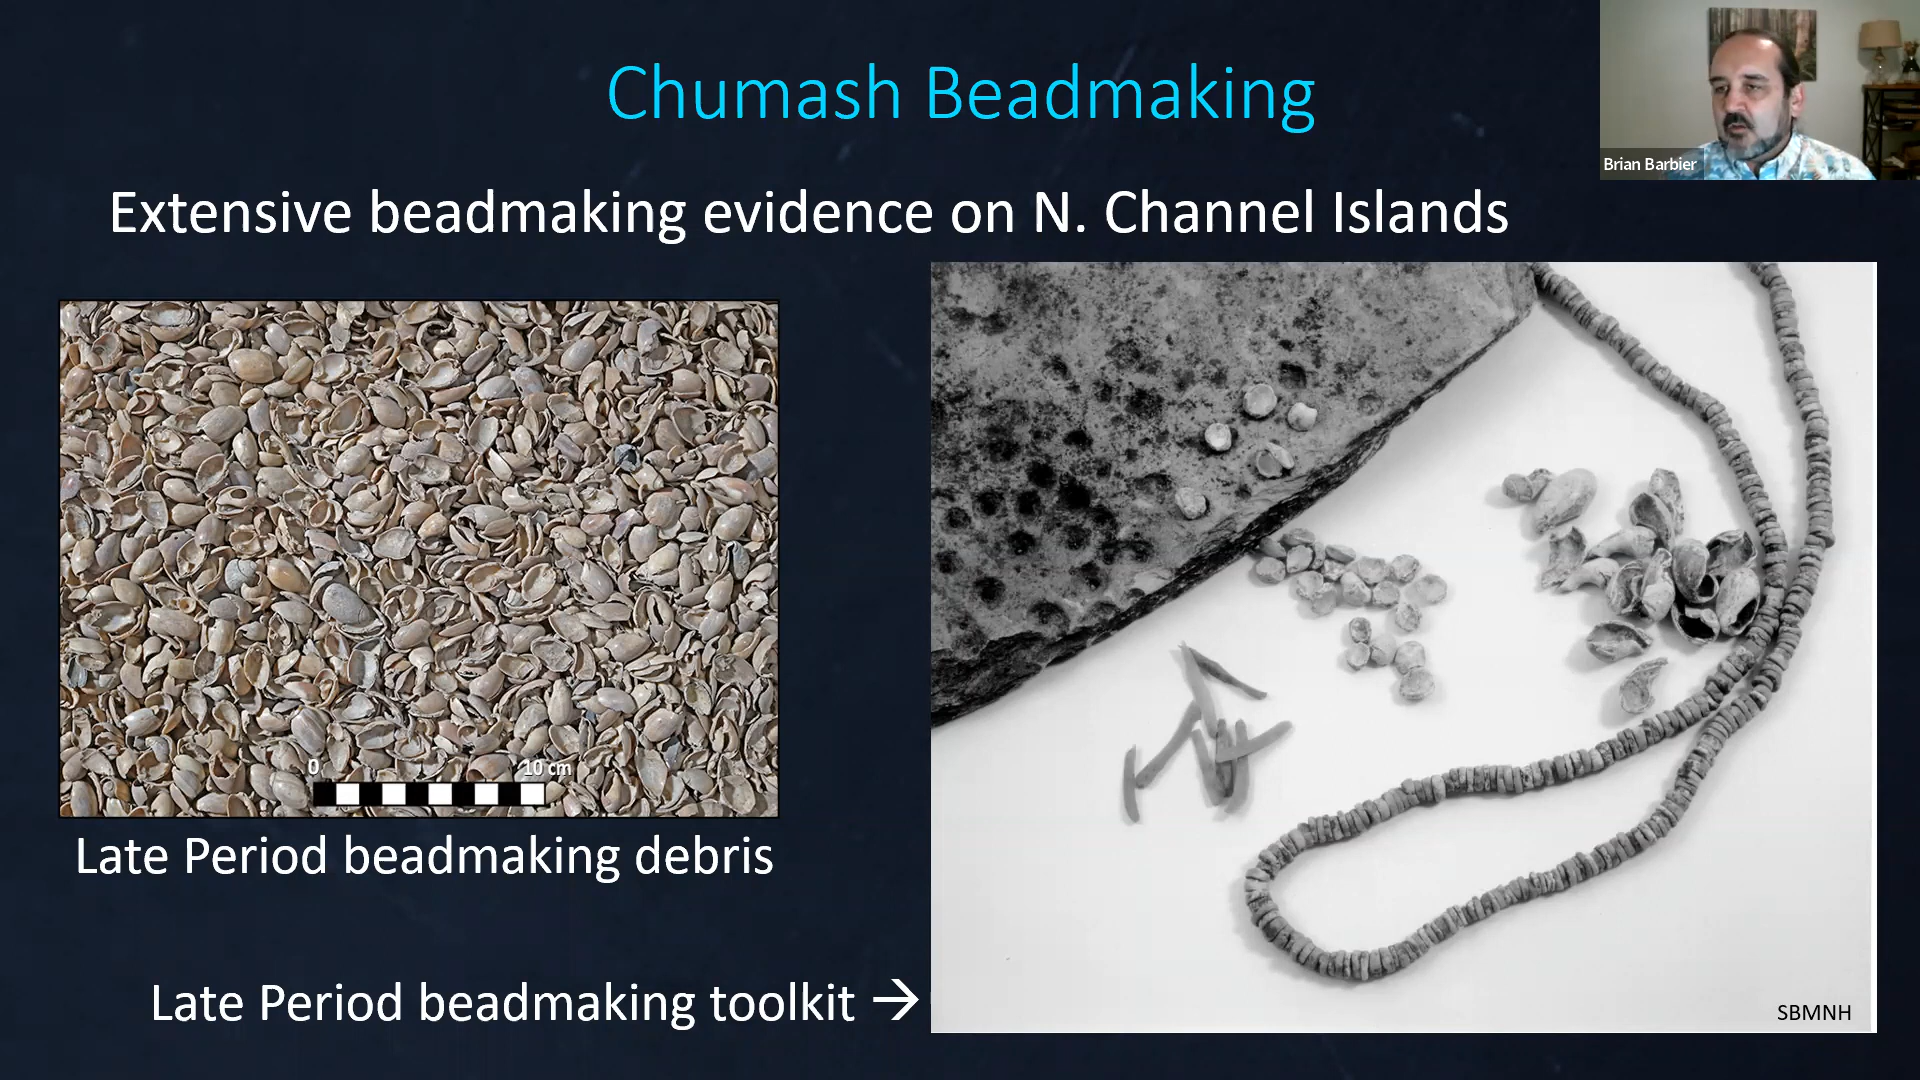 Chumash Beadmaking
Brian Barbier
Extensive beadmaking evidence on N. Channel Islands
0 10 cm
Late Period beadmaking debris
Late Period beadmaking toolkit →
SBMNH